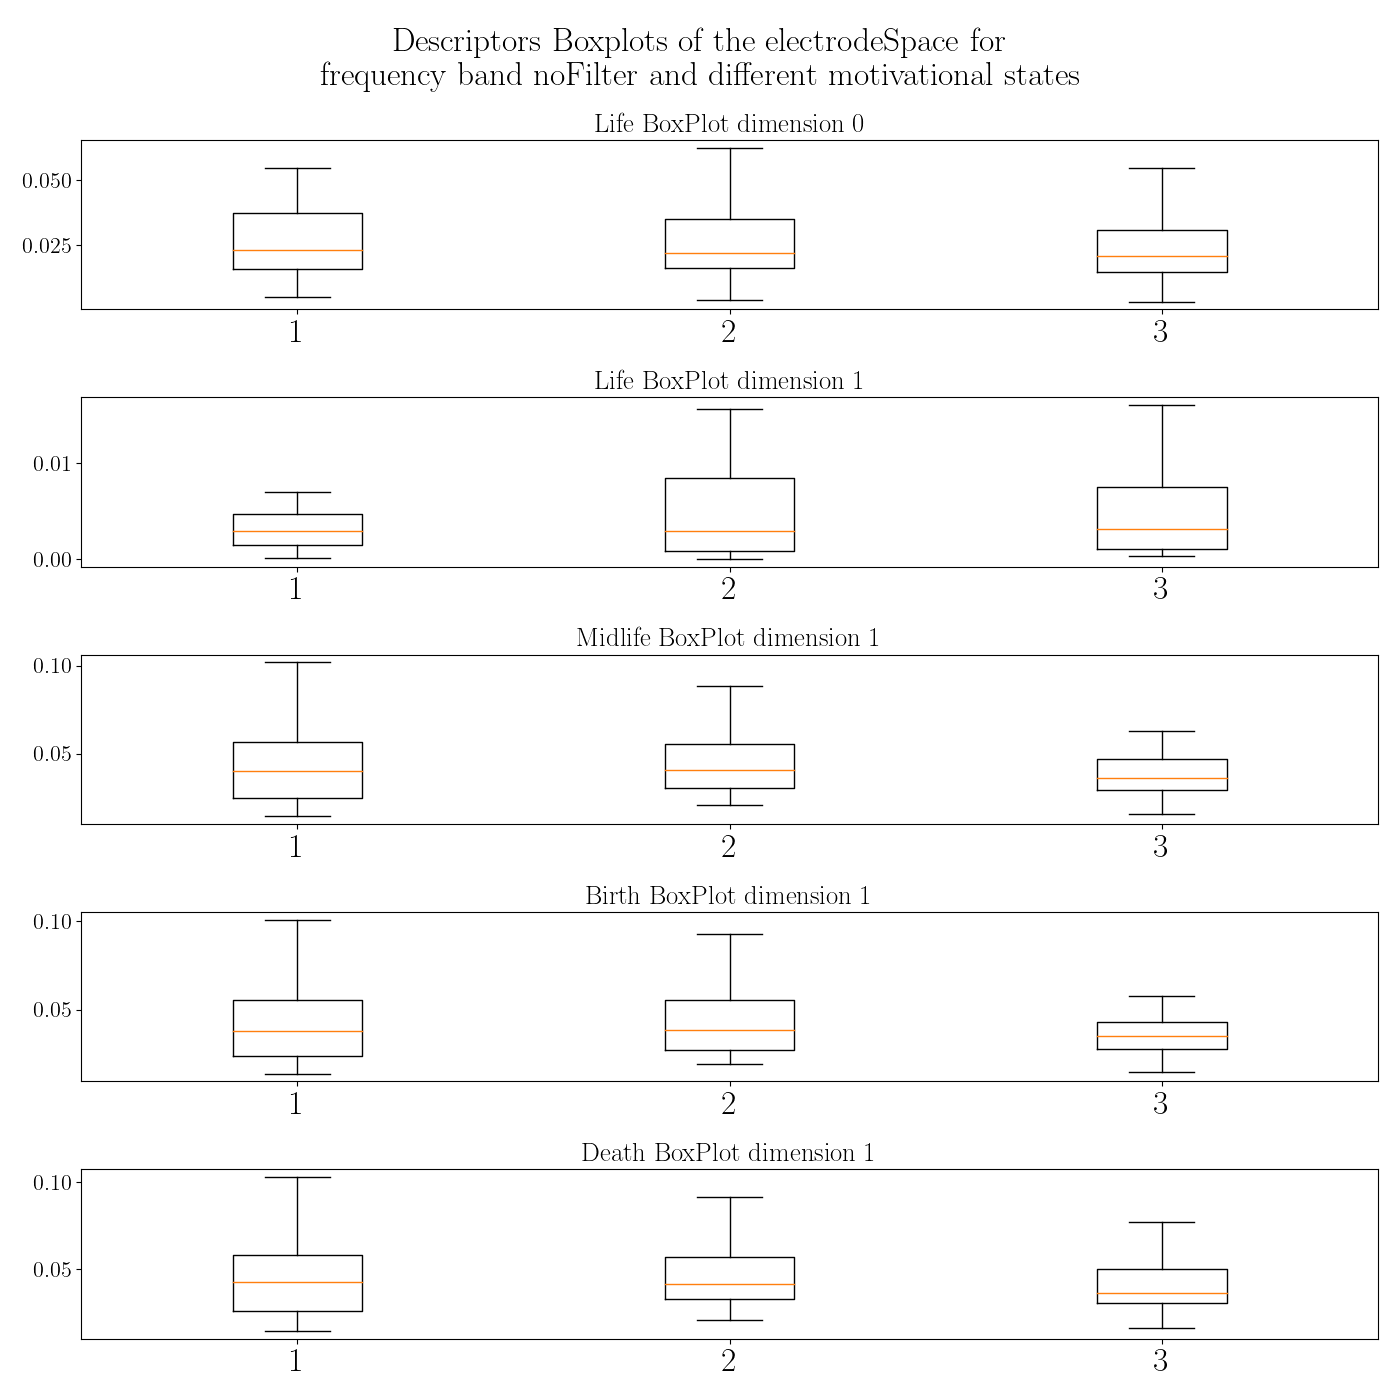 Descriptors Boxplots of the electrodeSpace for
frequency band noFilter and different motivational states
Life BoxPlot dimension 0
0.050
0.025
1 2 3
Life BoxPlot dimension 1
0.01
0.00
1 2 3
Midlife BoxPlot dimension 1
0.10
0.05
1 2 3
Birth BoxPlot dimension 1
0.10
0.05
1 2 3
Death BoxPlot dimension 1
0.10
0.05
1 2 3